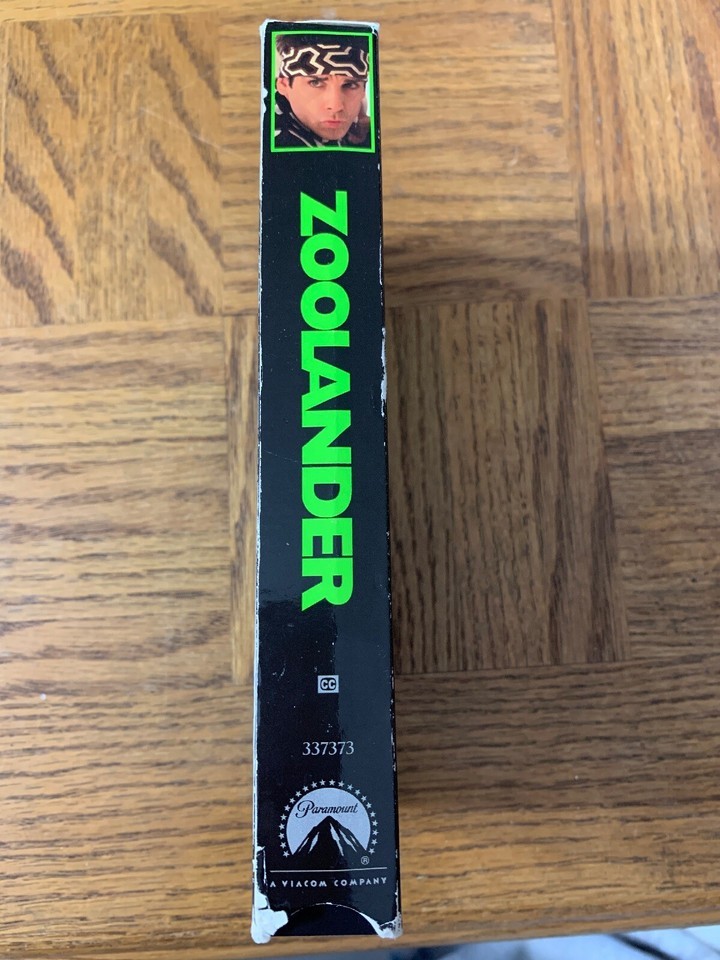 ZOOLANDER
CC
337373
Paramount
®
A VIACOM COMPANY